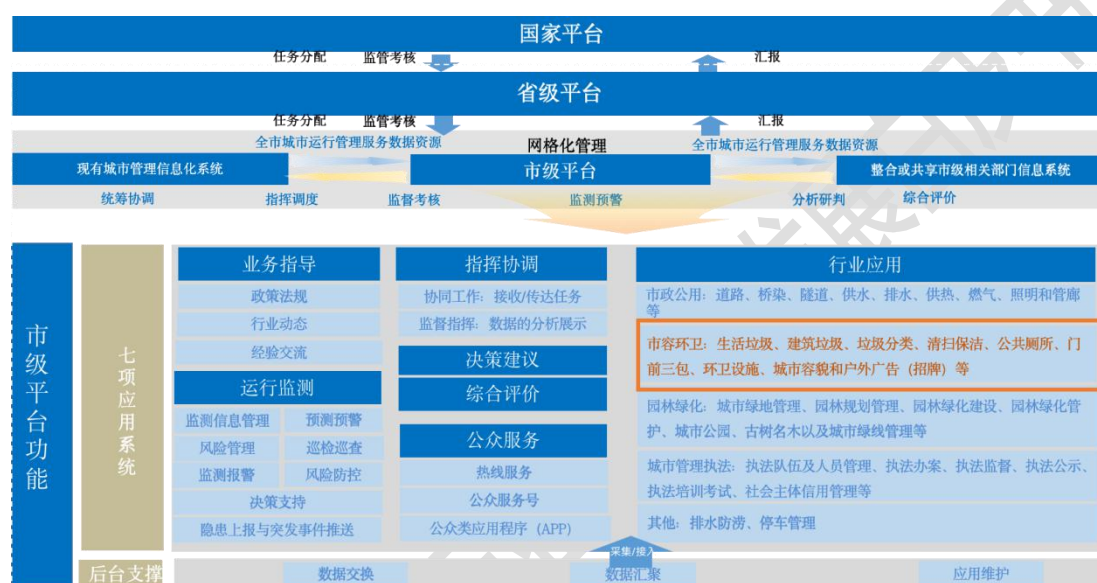 国家平台
任务分配 监管考核 汇报
省级平台
任务分配 监管考核 汇报
全市城市运行管理服务数据资源 网格化管理 全市城市运行管理服务数据资源
现有城市管理信息化系统 市级平台 整合或共享市级相关部门信息系统
统筹协调 指挥调度 监督考核 监测预警 分析研判 综合评价
市级平台功能
七项应用系统
业务指导
政策法规
行业动态
经验交流
运行监测
监测信息管理 预测预警
风险管理 巡检巡查
监测报警 风险防控
决策支持
隐患上报与突发事件推送
指挥协调
协同工作：接收/传达任务
监督指挥：数据的分析展示
决策建议
综合评价
公众服务
热线服务
公众服务号
公众类应用程序（APP）
行业应用
市政公用：道路、桥染、隧道、供水、排水、供热、燃气、照明和管廊
等
市容环卫：生活垃圾、建筑垃圾、垃圾分类、清扫保洁、公共厕所、门
前三包、环卫设施、城市容貌和户外广告（招牌）等
园林绿化：城市绿地管理、园林规划管理、园林绿化建设、园林绿化管
护、城市公园、古树名木以及城市绿线管理等
城市管理执法：执法队伍及人员管理、执法办案、执法监督、执法公示、
执法培训考试、社会主体信用管理等
其他：排水防涝、停车管理
采集/接入
后台支撑 数据交换 数据汇聚 应用维护
发展